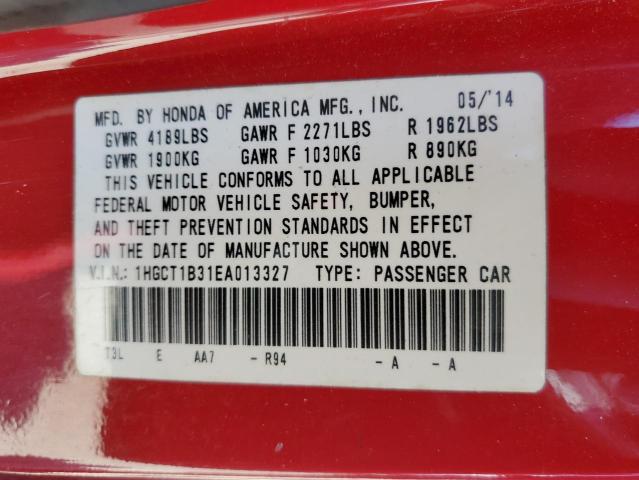 MFD. BY HONDA OF AMERICA MFG., INC. 05/'14
GVWR 4189LBS GAWR F 2271LBS R 1962LBS
GVWR 1900KG GAWR F 1030KG R 890KG
THIS VEHICLE CONFORMS TO ALL APPLICABLE
FEDERAL MOTOR VEHICLE SAFETY, BUMPER,
AND THEFT PREVENTION STANDARDS IN EFFECT
ON THE DATE OF MANUFACTURE SHOWN ABOVE.
V.I.N.: 1HGCT1B31EA013327 TYPE: PASSENGER CAR
T3L E AA7 - R94 - A - A